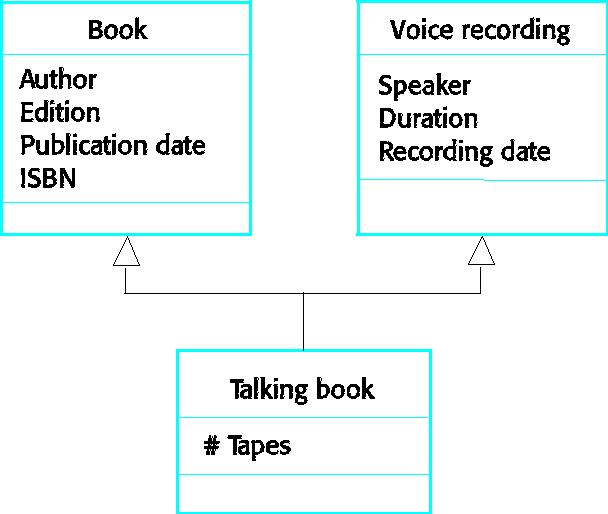 Book
Author
Edition
Publication date
ISBN
Voice recording
Speaker
Duration
Recording date
Talking book
# Tapes